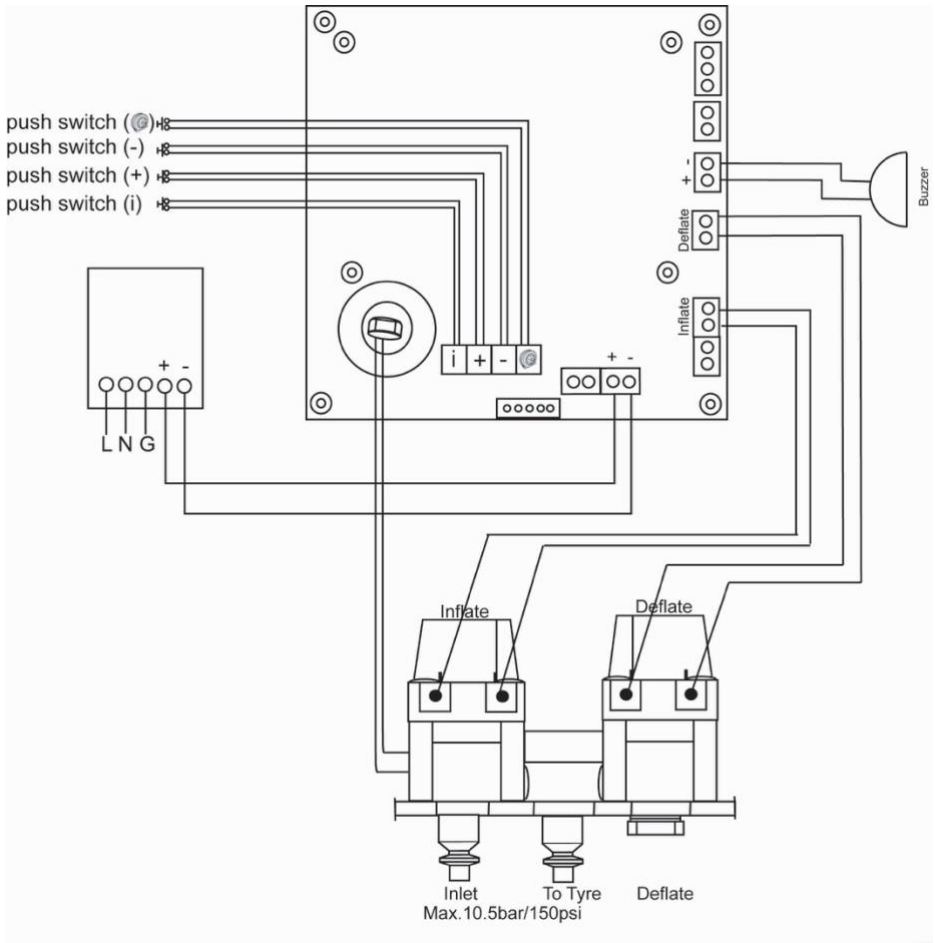 push switch ( )
push switch (-)
push switch (+)
push switch (i)
- +
Buzzer
Deflate
Inflate
i + -
+ -
+ -
L N G
Inflate
Deflate
Inlet
To Tyre
Deflate
Max.10.5bar/150psi